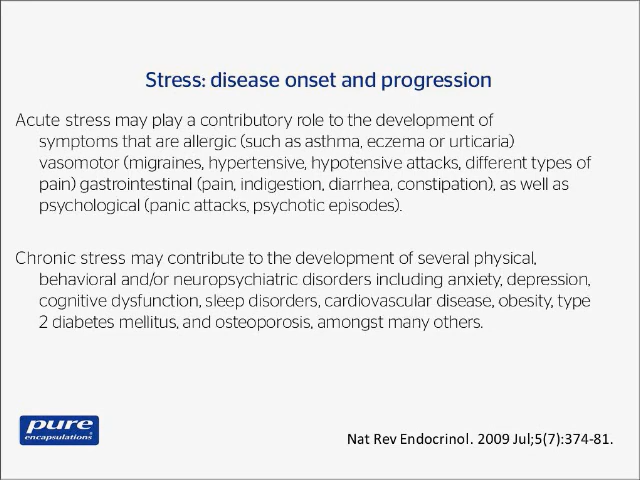 Stress: disease onset and progression
Acute stress may play a contributory role to the development of
symptoms that are allergic (such as asthma, eczema or urticaria)
vasomotor (migraines, hypertensive, hypotensive attacks, different types of
pain) gastrointestinal (pain, indigestion, diarrhea, constipation), as well as
psychological (panic attacks, psychotic episodes).
Chronic stress may contribute to the development of several physical,
behavioral and/or neuropsychiatric disorders including anxiety, depression,
cognitive dysfunction, sleep disorders, cardiovascular disease, obesity, type
2 diabetes mellitus, and osteoporosis, amongst many others.
pure
encapsulations®
Nat Rev Endocrinol. 2009 Jul;5(7):374-81.